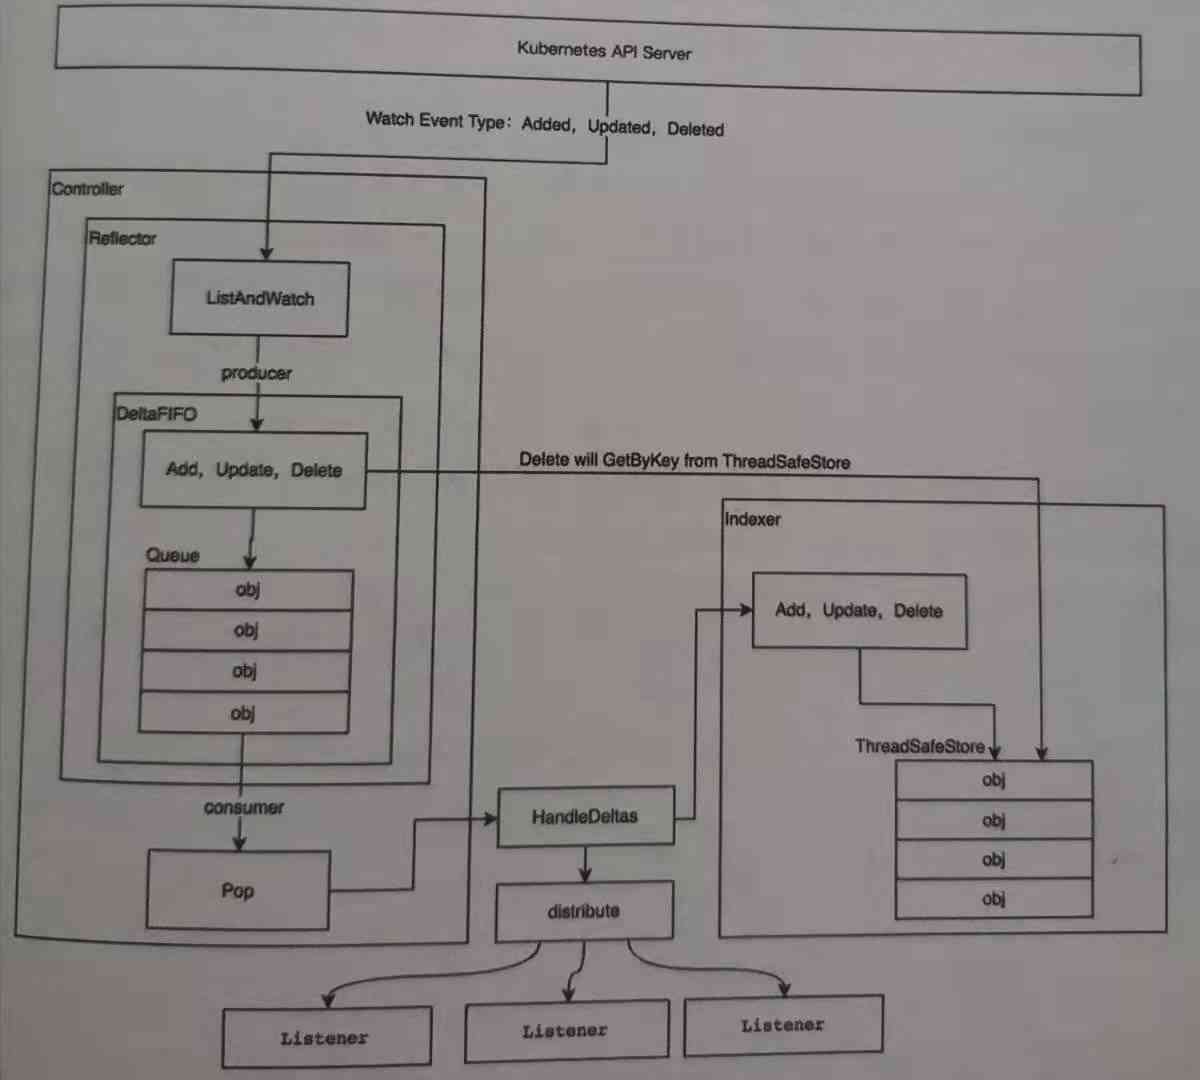 Kubernetes API Server
Watch Event Type: Added, Updated, Deleted
Controller
Reflector
ListAndWatch
producer
DeltaFIFO
Add, Update, Delete
Delete will GetByKey from ThreadSafeStore
Queue
obj
obj
obj
obj
consumer
Pop
HandleDeltas
distribute
Indexer
Add, Update, Delete
ThreadSafeStore
obj
obj
obj
obj
Listener
Listener
Listener